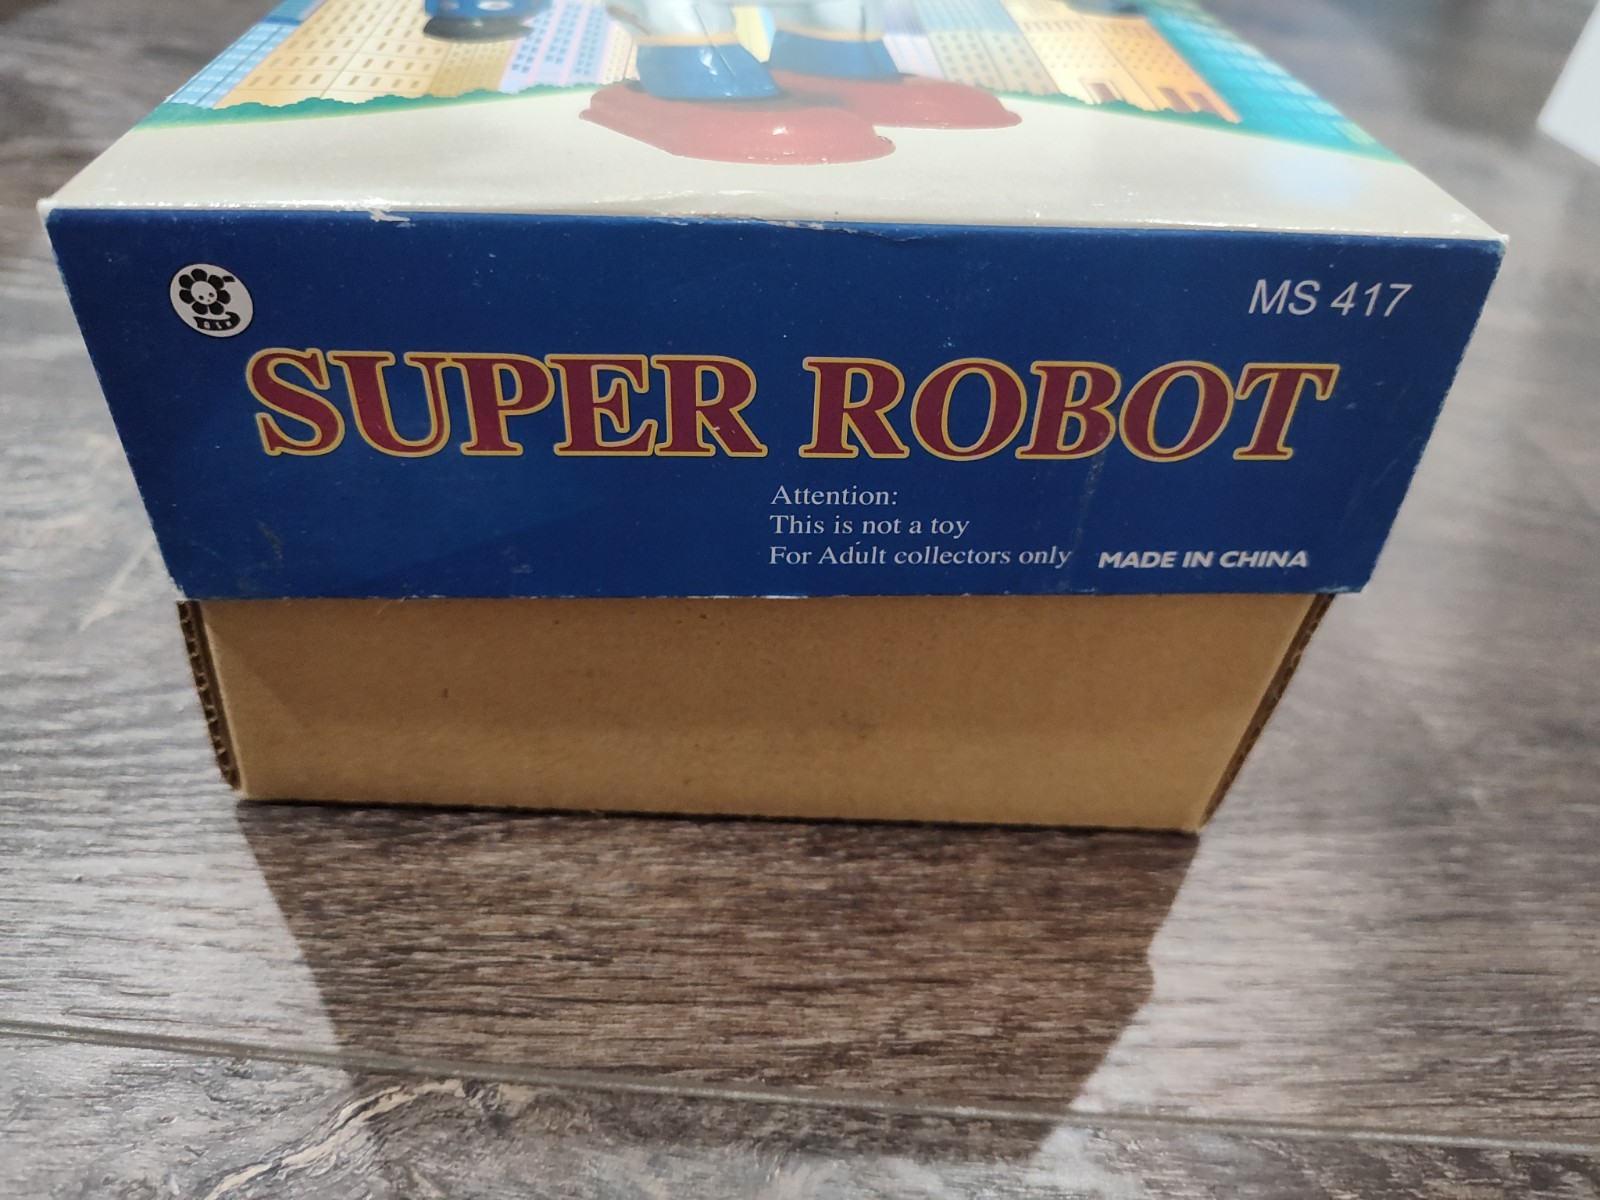 MS 417
SUPER ROBOT
Attention:
This is not a toy
For Adult collectors only
MADE IN CHINA